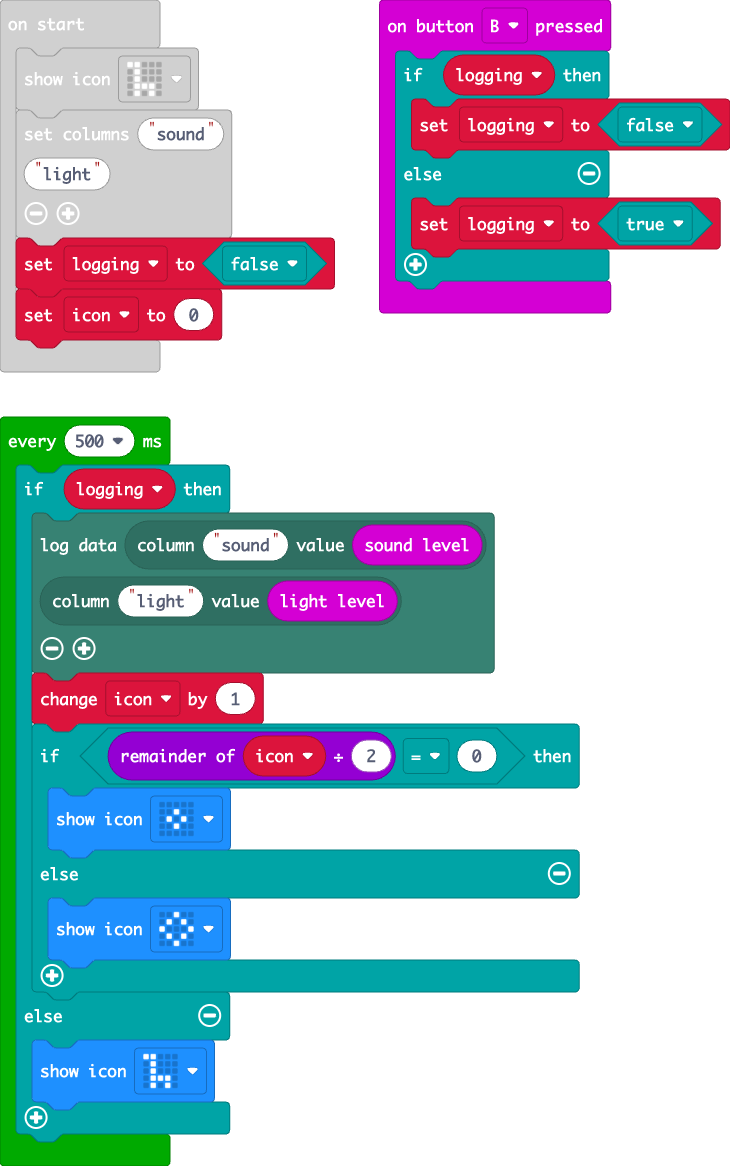 on start
show icon
set columns "sound"
"light"
set logging to false
set icon to 0
on button B pressed
if logging then
set logging to false
else
set logging to true
every 500 ms
if logging then
log data column "sound" value sound level
column "light" value light level
change icon by 1
if remainder of icon ÷ 2 = 0 then
show icon
else
show icon
else
show icon